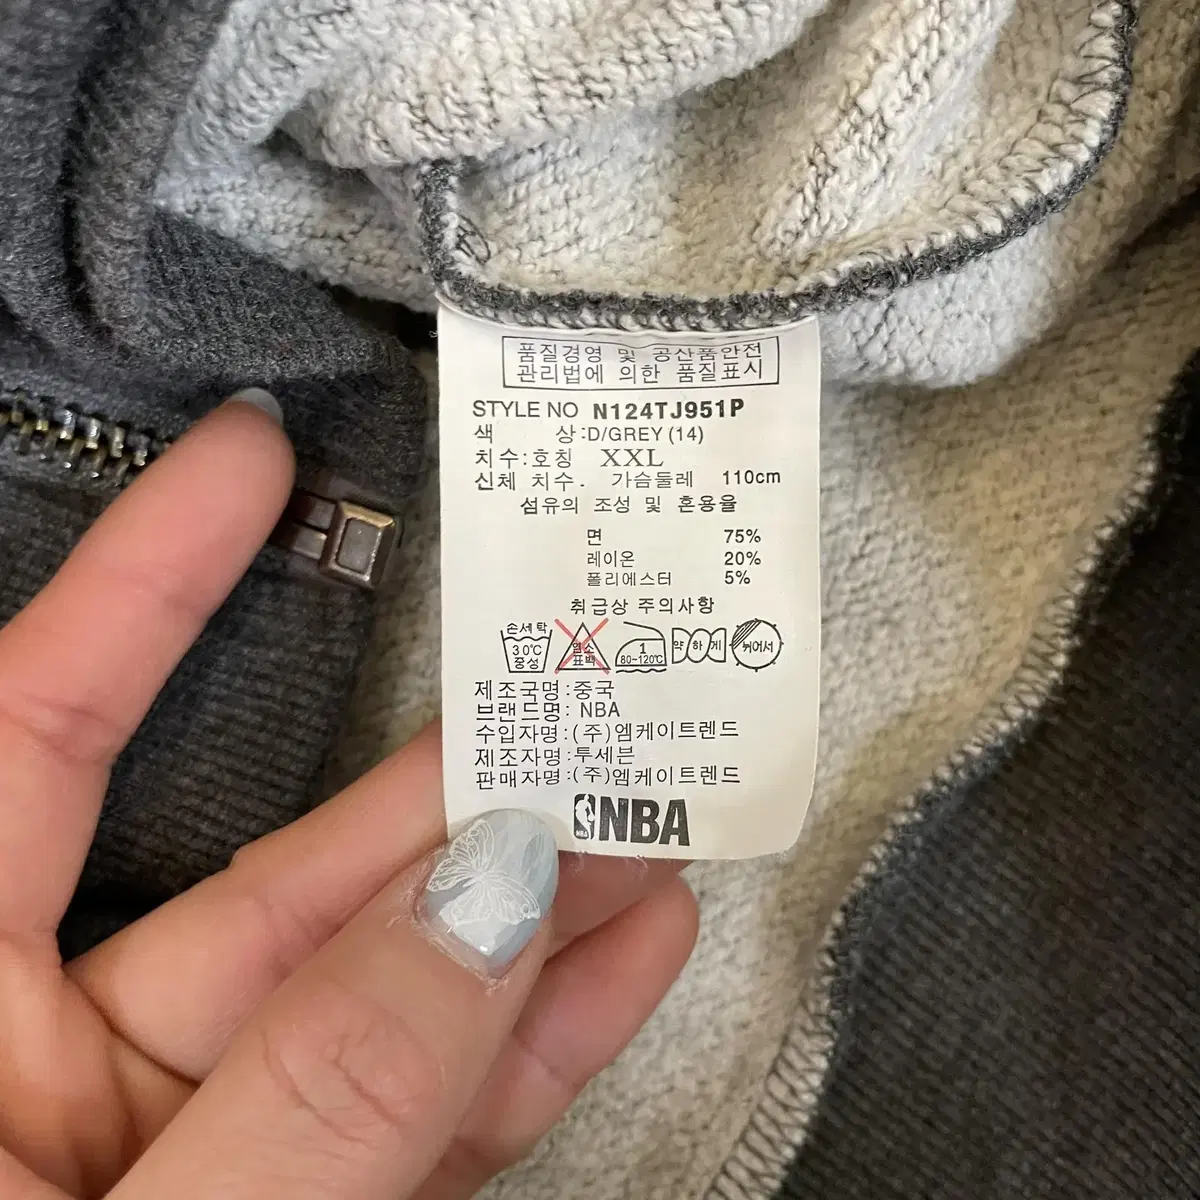 품질경영 및 공산품안전
관리법에 의한 품질표시
STYLE NO N124TJ951P
색 상:D/GREY (14)
치수:호칭 XXL
신체 치수. 가슴둘레 110cm
섬유의 조성 및 혼용율
면 75%
레이온 20%
폴리에스터 5%
취급상 주의사항
손세탁 30℃ 중성
염소 표백
1 80~120℃
약하게
뉘어서
제조국명:중국
브랜드명: NBA
수입자명:(주)엠케이트렌드
제조자명:투세븐
판매자명:(주)엠케이트렌드
NBA